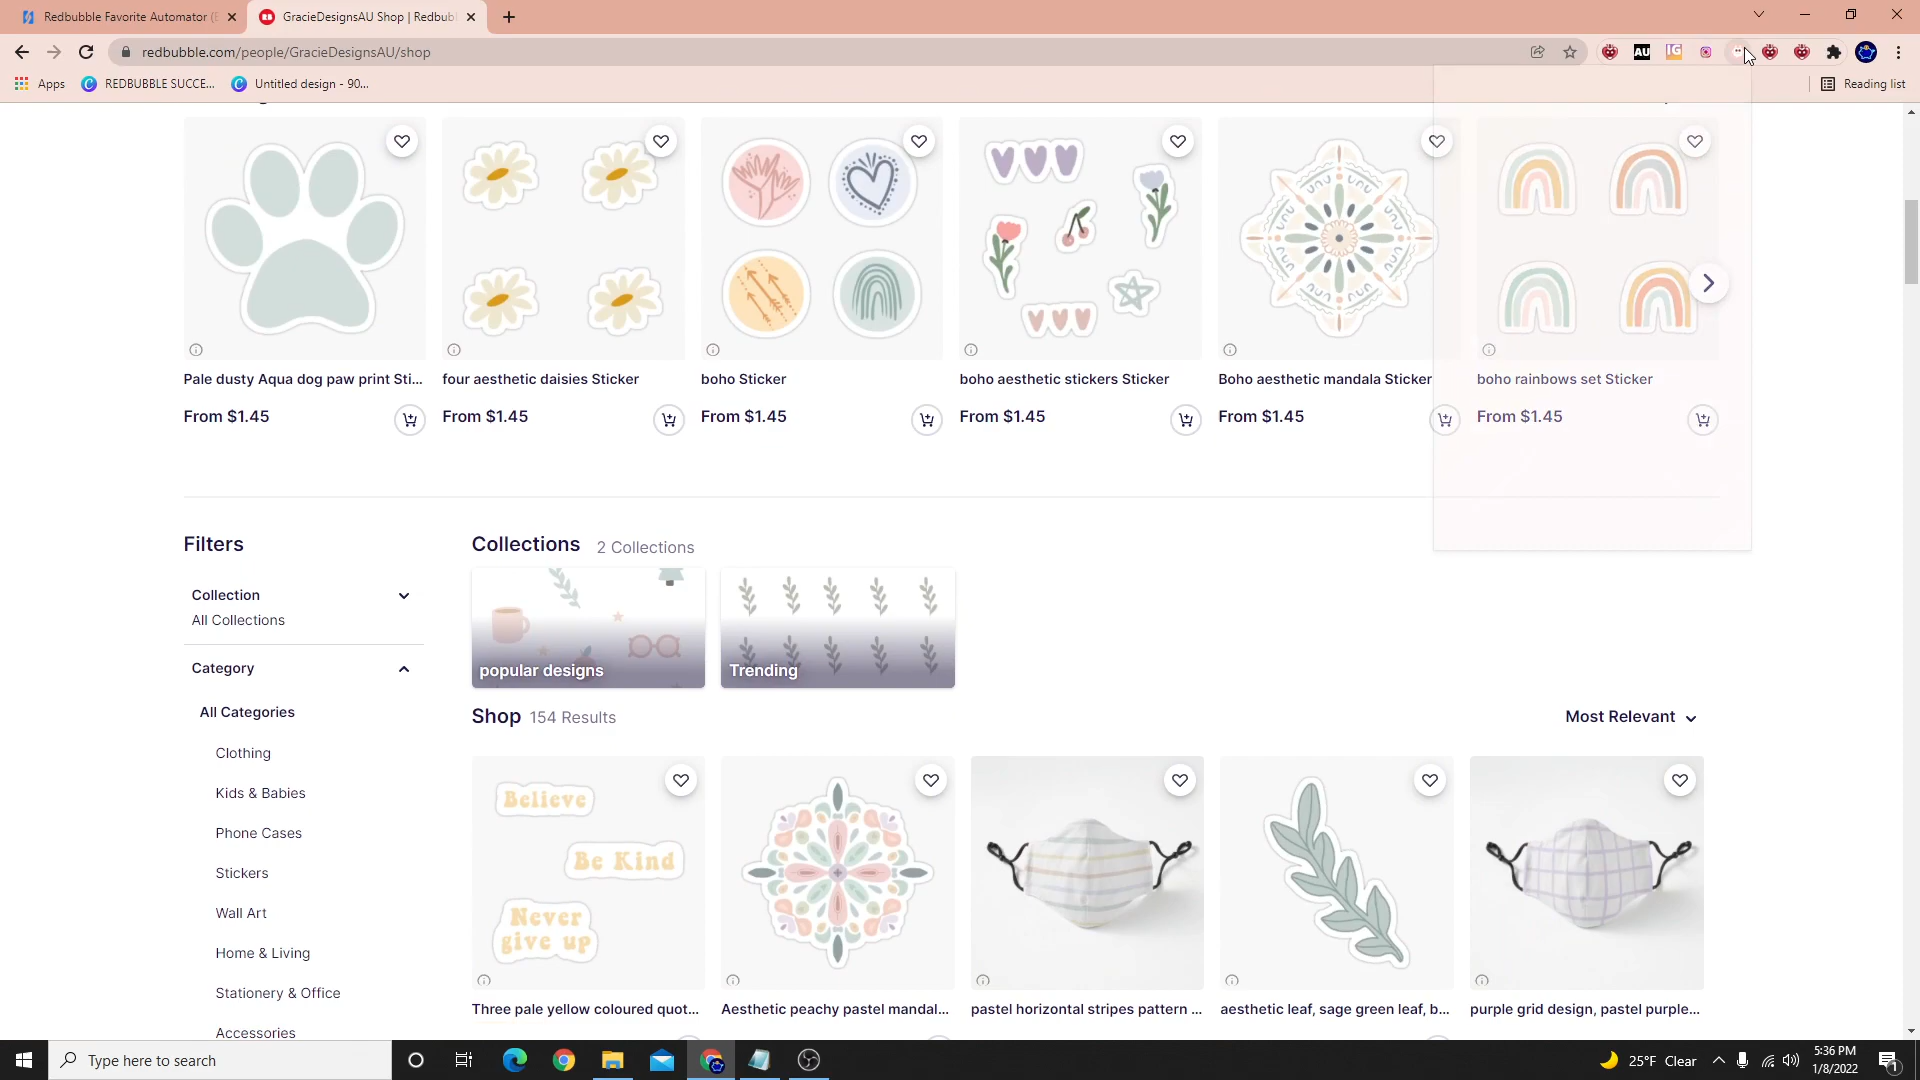 Redbubble Favorite Automator (E
GracieDesignsAU Shop | Redbubb
redbubble.com/people/GracieDesignsAU/shop
AU
IG
Apps
REDBUBBLE SUCCE...
Untitled design - 90...
Reading list
Pale dusty Aqua dog paw print Sti...
four aesthetic daisies Sticker
boho Sticker
boho aesthetic stickers Sticker
Boho aesthetic mandala Sticker
boho rainbows set Sticker
From $1.45
From $1.45
From $1.45
From $1.45
From $1.45
From $1.45
Filters
Collections 2 Collections
Collection
All Collections
popular designs
Trending
Category
All Categories
Clothing
Kids & Babies
Phone Cases
Stickers
Wall Art
Home & Living
Stationery & Office
Accessories
Shop 154 Results
Most Relevant
Believe
Be Kind
Never
give up
Three pale yellow coloured quot...
Aesthetic peachy pastel mandal...
pastel horizontal stripes pattern ...
aesthetic leaf, sage green leaf, b...
purple grid design, pastel purple...
Type here to search
25°F Clear
5:36 PM
1/8/2022
1